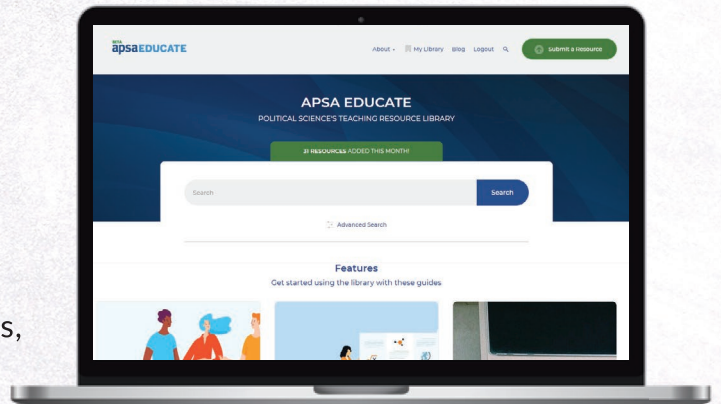 BETA
apsaEDUCATE
About
My Library
Blog
Logout
Submit a Resource
APSA EDUCATE
POLITICAL SCIENCE'S TEACHING RESOURCE LIBRARY
31 RESOURCES ADDED THIS MONTH!
Search
Search
Advanced Search
Features
Get started using the library with these guides
s,